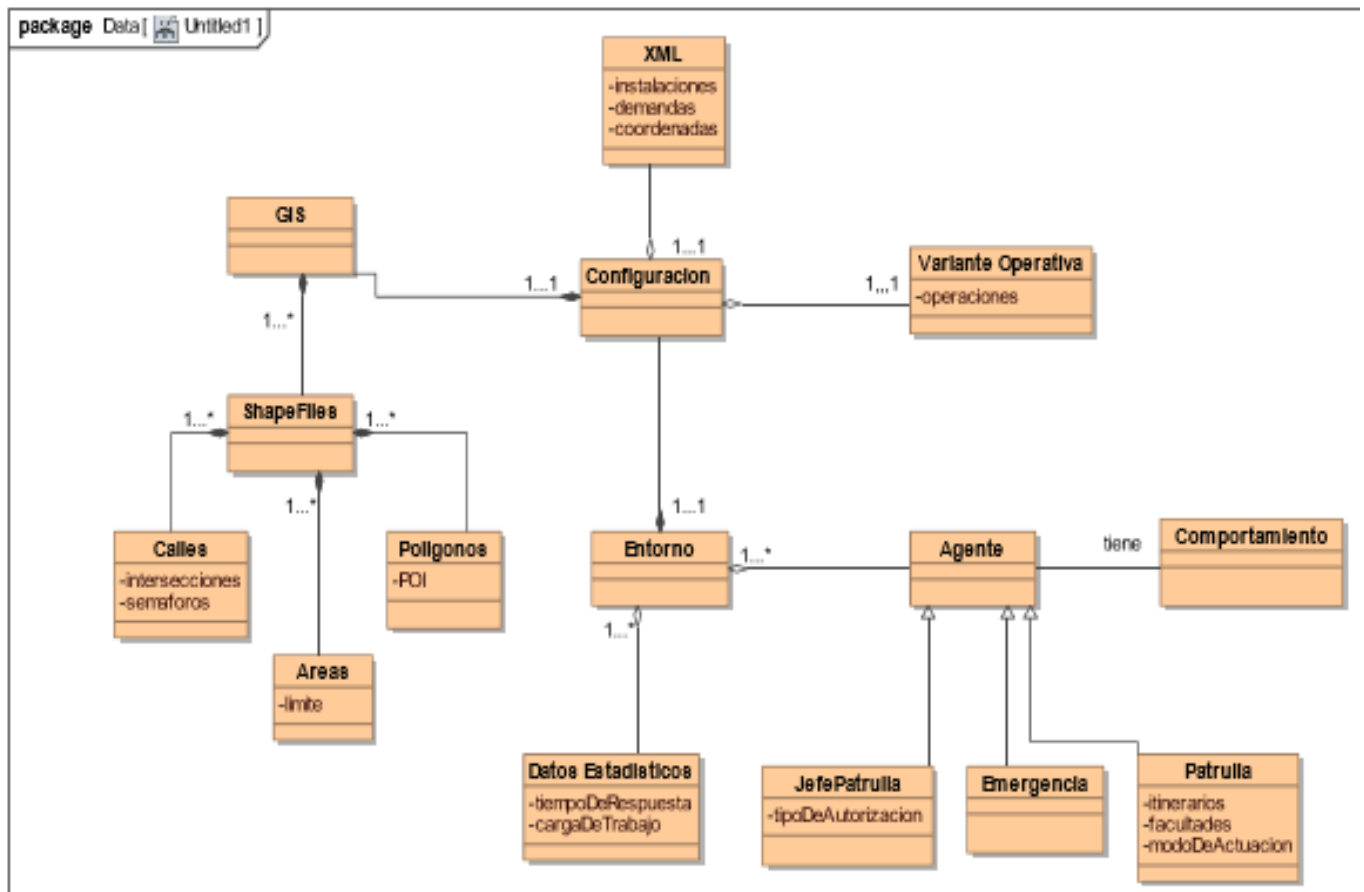 package Data[ Untitled1 ]
XML
-instalaciones
-demandas
-coordenadas
GIS
1...1
1...1
Configuracion
Variante Operativa
-operaciones
1...1
1...*
ShapeFiles
1...*
1...*
1...*
1...1
Calles
-intersecciones
-semaforos
Poligonos
-POI
Areas
-limite
Entorno
1...*
Agente
tiene
Comportamiento
1...*
Datos Estadisticos
-tiempoDeRespuesta
-cargaDeTrabajo
JefePatrulla
-tipoDeAutorizacion
Emergencia
Patrulla
-itinerarios
-facultades
-modoDeActuacion